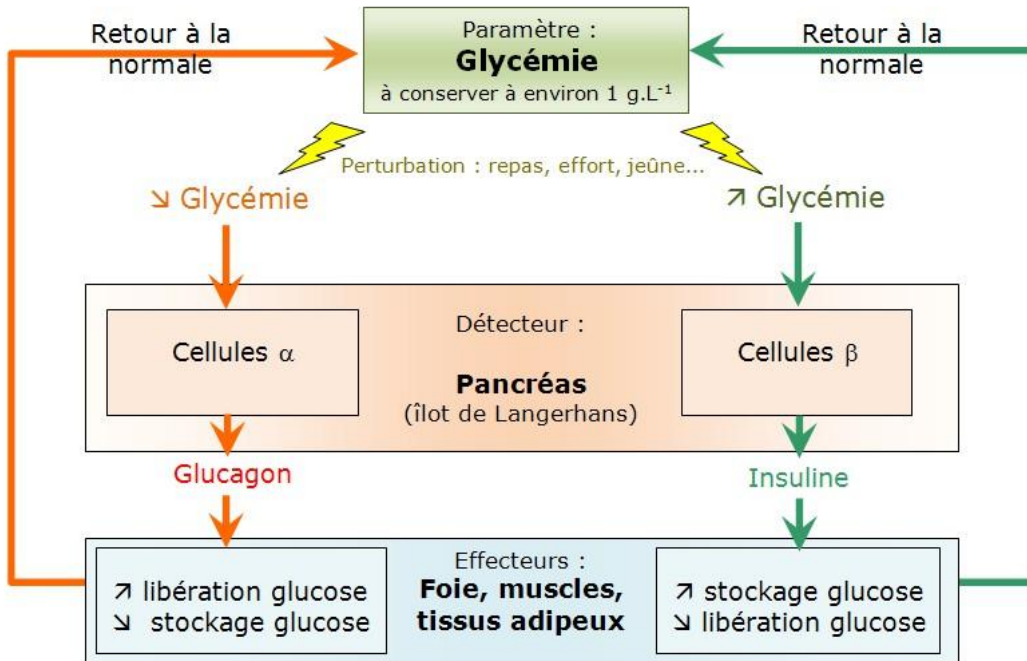 Retour à la
normale
Paramètre :
Glycémie
à conserver à environ 1 g.L-1
Retour à la
normale
Perturbation : repas, effort, jeûne...
↘ Glycémie
↗ Glycémie
Cellules α
Détecteur :
Pancréas
(îlot de Langerhans)
Cellules β
Glucagon
Insuline
↗ libération glucose
↘ stockage glucose
Effecteurs :
Foie, muscles,
tissus adipeux
↗ stockage glucose
↘ libération glucose